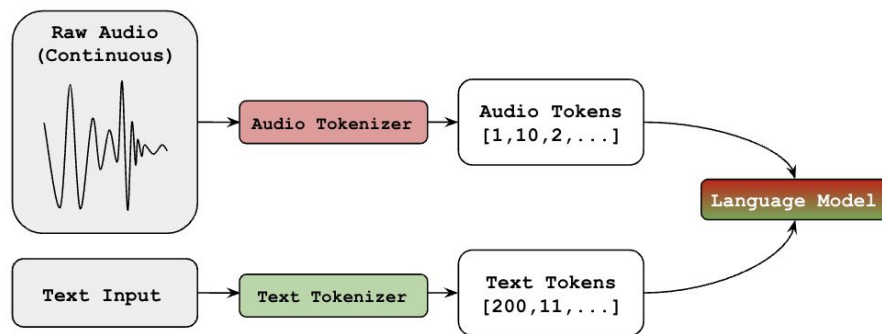 Raw Audio
(Continuous)
Audio Tokenizer
Audio Tokens
[1,10,2,...]
Language Model
Text Input
Text Tokenizer
Text Tokens
[200,11,...]